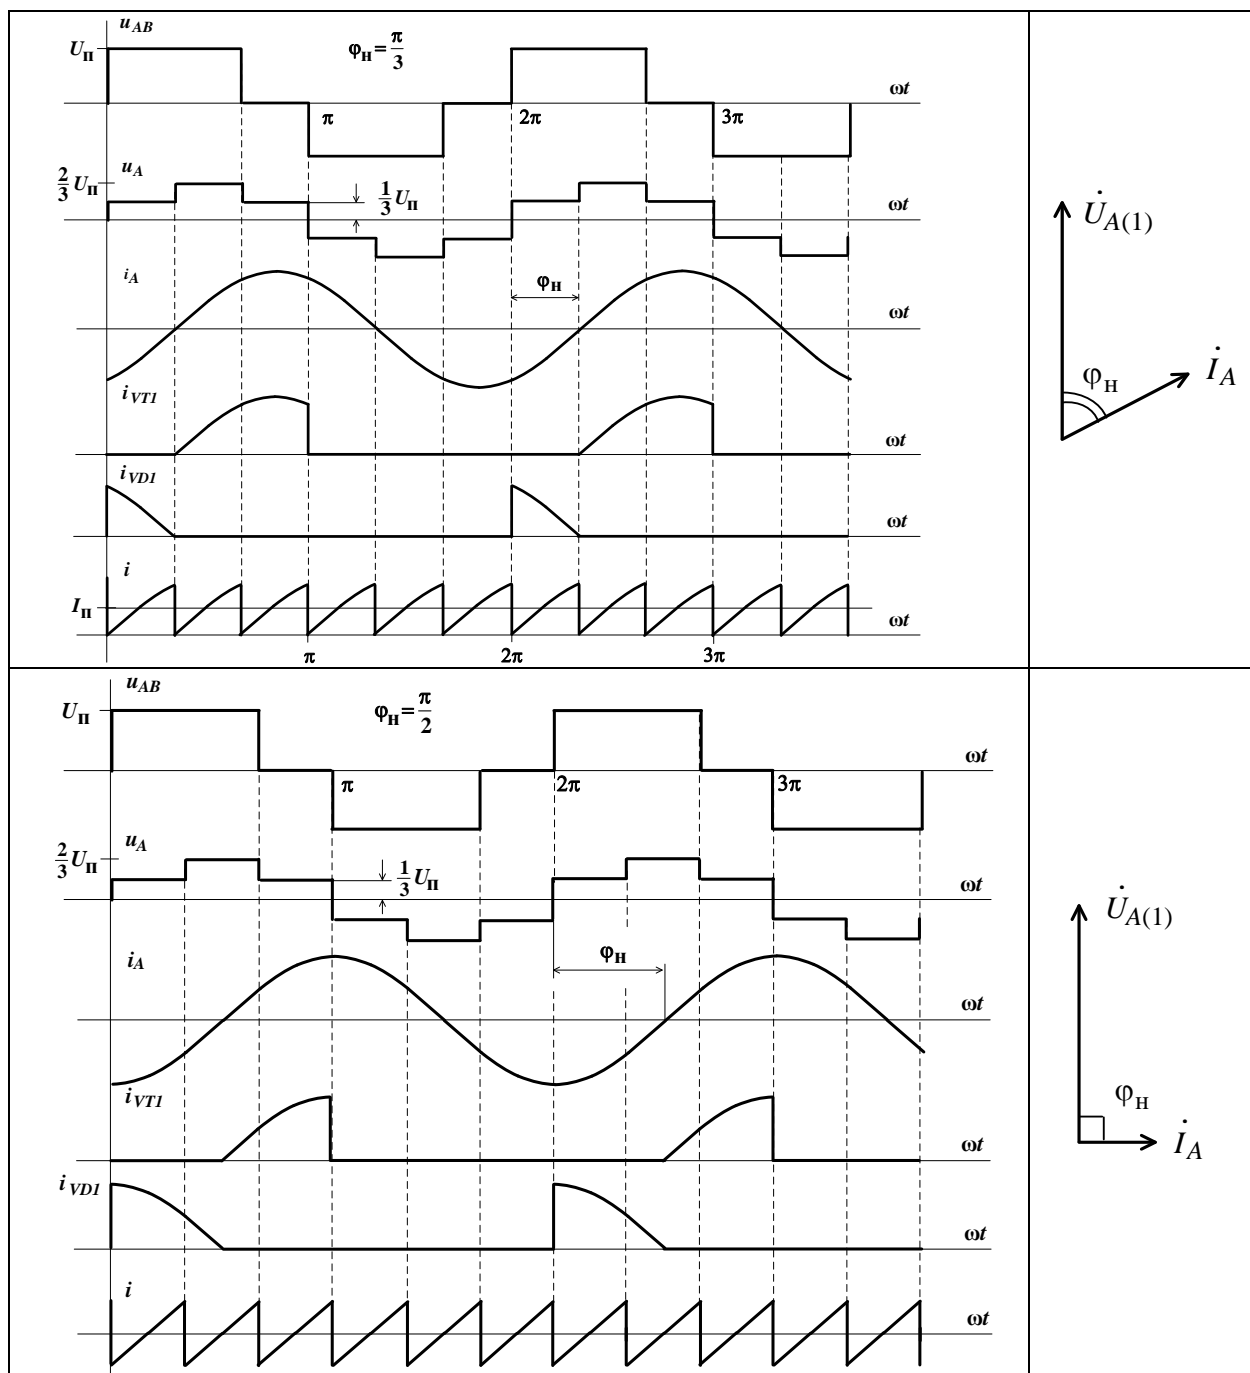 u_AB
U_П
φ_Н = π/3
ωt
π 2π 3π
u_A
2/3 U_П
1/3 U_П
ωt
i_A
φ_Н
ωt
i_VT1
ωt
i_VD1
ωt
i
I_П
ωt
π 2π 3π
U̇_A(1)
φ_Н
İ_A
u_AB
U_П
φ_Н = π/2
ωt
π 2π 3π
u_A
2/3 U_П
1/3 U_П
ωt
i_A
φ_Н
ωt
i_VT1
ωt
i_VD1
ωt
i
ωt
U̇_A(1)
φ_Н
İ_A